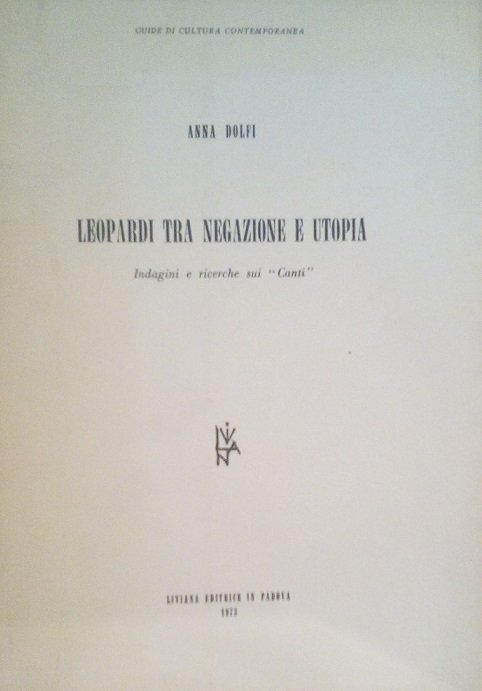 GUIDE DI CULTURA CONTEMPORANEA
ANNA DOLFI
LEOPARDI TRA NEGAZIONE E UTOPIA
Indagini e ricerche sui "Canti"
LIVIANA
LIVIANA EDITRICE IN PADOVA
1973